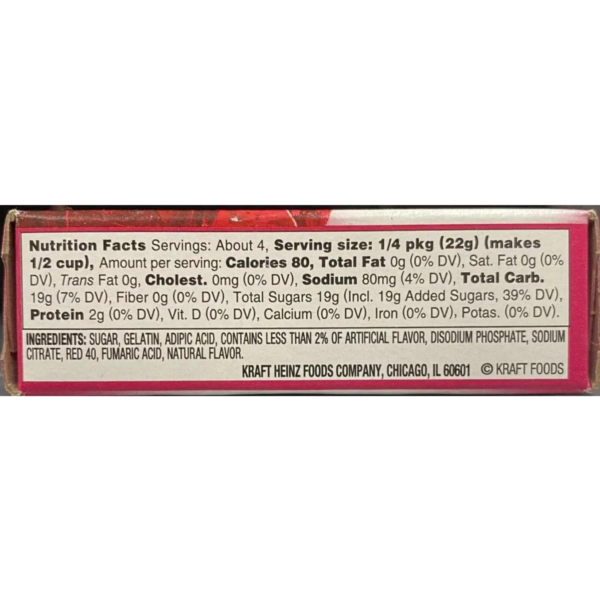 Nutrition Facts Servings: About 4, Serving size: 1/4 pkg (22g) (makes
1/2 cup), Amount per serving: Calories 80, Total Fat 0g (0% DV), Sat. Fat 0g (0%
DV), Trans Fat 0g, Cholest. 0mg (0% DV), Sodium 80mg (4% DV), Total Carb.
19g (7% DV), Fiber 0g (0% DV), Total Sugars 19g (Incl. 19g Added Sugars, 39% DV),
Protein 2g (0% DV), Vit. D (0% DV), Calcium (0% DV), Iron (0% DV), Potas. (0% DV).
INGREDIENTS: SUGAR, GELATIN, ADIPIC ACID, CONTAINS LESS THAN 2% OF ARTIFICIAL FLAVOR, DISODIUM PHOSPHATE, SODIUM
CITRATE, RED 40, FUMARIC ACID, NATURAL FLAVOR.
KRAFT HEINZ FOODS COMPANY, CHICAGO, IL 60601 © KRAFT FOODS